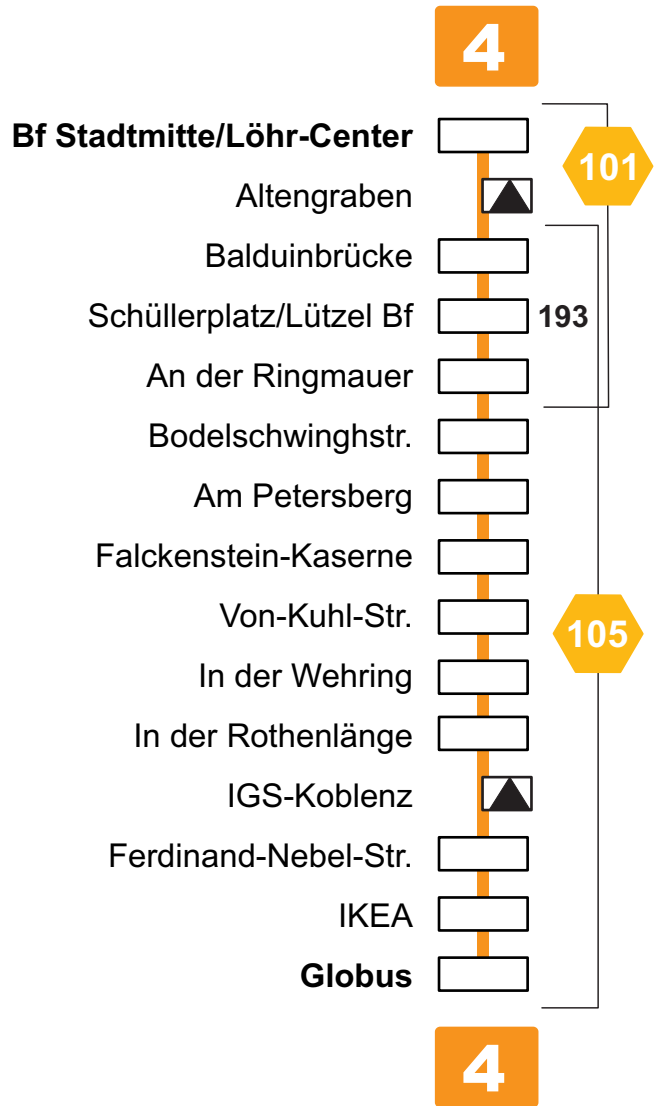 4
Bf Stadtmitte/Löhr-Center
101
Altengraben
Balduinbrücke
Schüllerplatz/Lützel Bf 193
An der Ringmauer
Bodelschwinghstr.
Am Petersberg
Falckenstein-Kaserne
Von-Kuhl-Str.
105
In der Wehring
In der Rothenlänge
IGS-Koblenz
Ferdinand-Nebel-Str.
IKEA
Globus
4